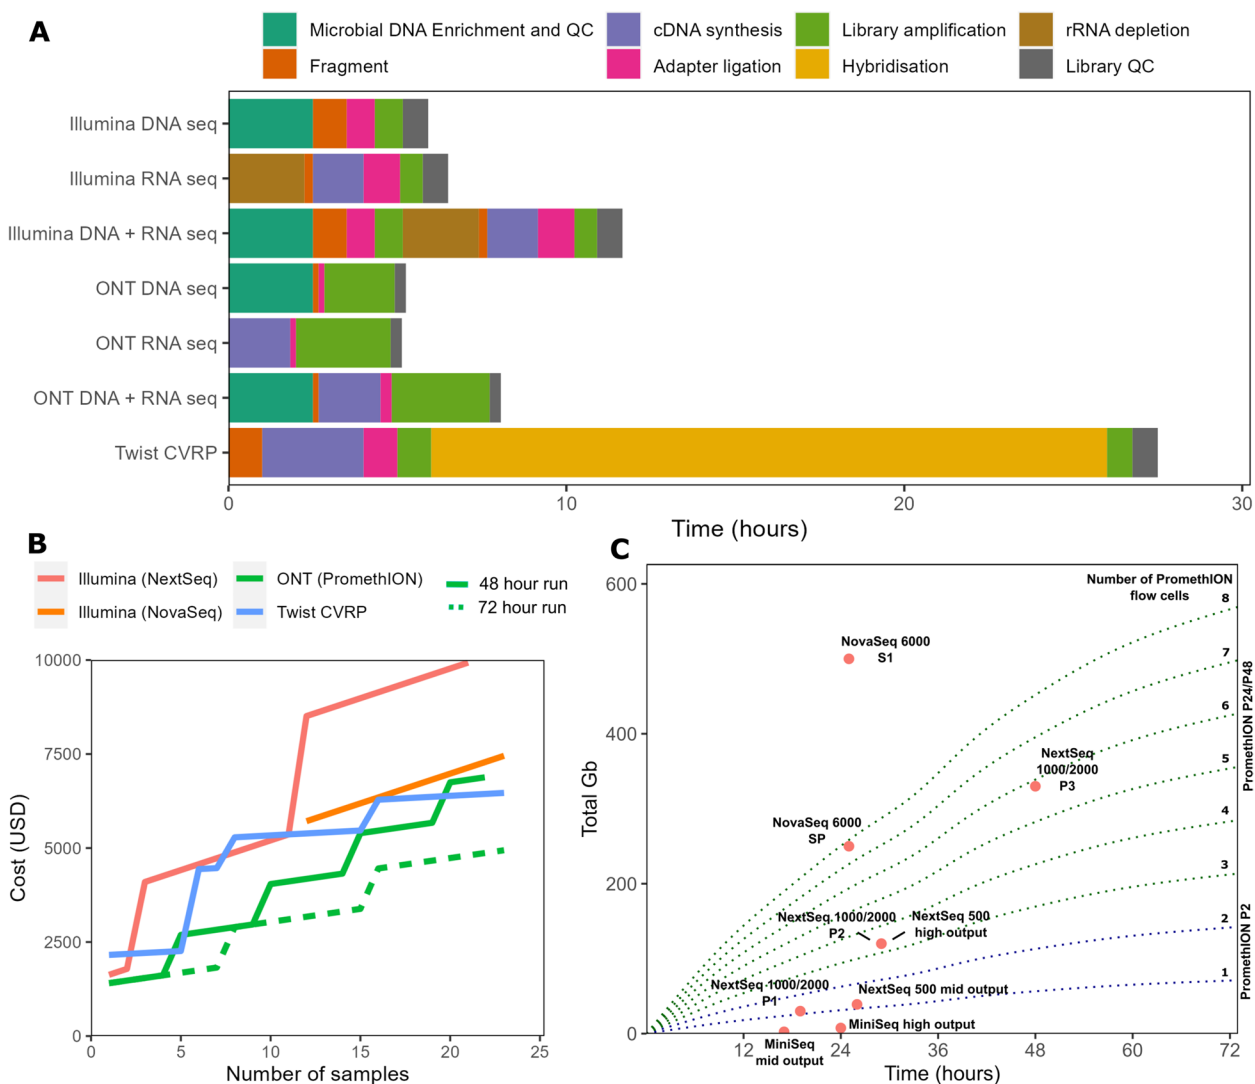 A
Microbial DNA Enrichment and QC
cDNA synthesis
Library amplification
rRNA depletion
Fragment
Adapter ligation
Hybridisation
Library QC
Illumina DNA seq
Illumina RNA seq
Illumina DNA + RNA seq
ONT DNA seq
ONT RNA seq
ONT DNA + RNA seq
Twist CVRP
0
10
20
30
Time (hours)
B
Illumina (NextSeq)
ONT (PromethION)
48 hour run
Illumina (NovaSeq)
Twist CVRP
72 hour run
10000
7500
5000
2500
0
Cost (USD)
0
5
10
15
20
25
Number of samples
C
600
400
200
0
Total Gb
Number of PromethION
flow cells
8
7
6
5
4
3
2
1
NovaSeq 6000
S1
NextSeq
1000/2000
P3
NovaSeq 6000
SP
NextSeq 1000/2000
P2
NextSeq 500
high output
NextSeq 1000/2000
P1
NextSeq 500 mid output
MiniSeq high output
MiniSeq
mid output
PromethION P24/P48
PromethION P2
12
24
36
48
60
72
Time (hours)